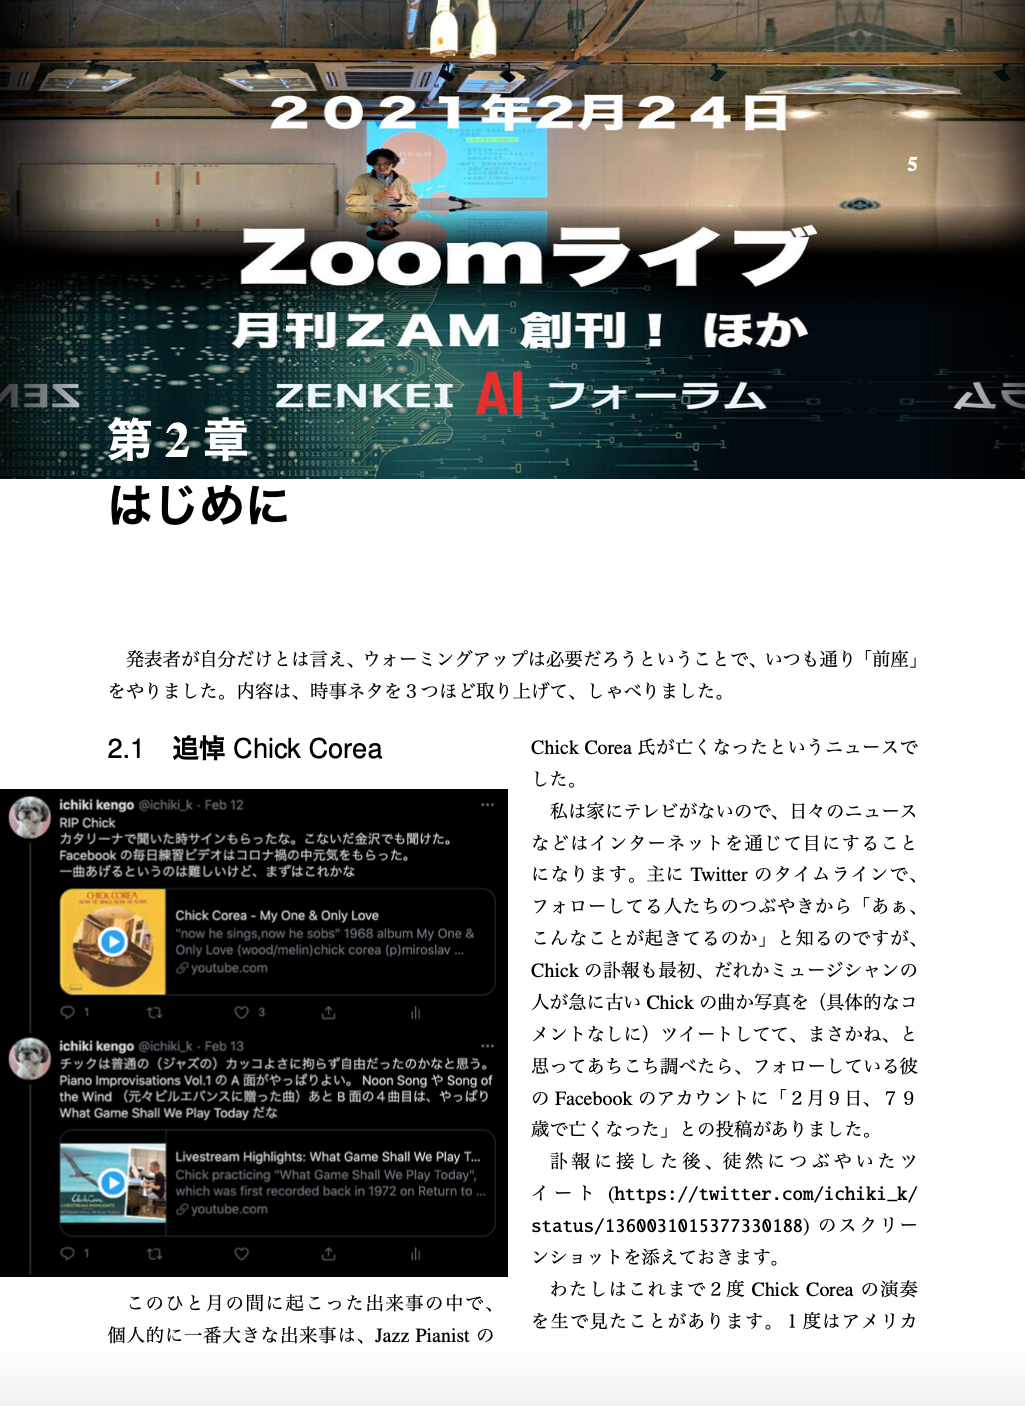 ２０２１年2月２４日
5
Zoomライブ
月刊ＺＡＭ 創刊！ ほか
ZENKEI AI フォーラム
第 2 章
はじめに
発表者が自分だけとは言え、ウォーミングアップは必要だろうということで、いつも通り「前座」
をやりました。内容は、時事ネタを３つほど取り上げて、しゃべりました。
2.1 追悼 Chick Corea
ichiki kengo @ichiki_k · Feb 12
RIP Chick
カタリーナで聞いた時サインもらったな。こないだ金沢でも聞けた。
Facebook の毎日練習ビデオはコロナ禍の中元気をもらった。
一曲あげるというのは難しいけど、まずはこれかな
CHICK COREA
NOW HE SINGS, NOW HE SOBS
Chick Corea - My One & Only Love
"now he sings,now he sobs" 1968 album My One &
Only Love (wood/melin)chick corea (p)miroslav ...
youtube.com
1
3
ichiki kengo @ichiki_k · Feb 13
チックは普通の（ジャズの）カッコよさに拘らず自由だったのかなと思う。
Piano Improvisations Vol.1 の A 面がやっぱりよい。 Noon Song や Song of
the Wind （元々ビルエバンスに贈った曲）あと B 面の４曲目は、やっぱり
What Game Shall We Play Today だな
Chick Corea
LIVESTREAM HIGHLIGHTS:
Livestream Highlights: What Game Shall We Play T...
Chick practicing "What Game Shall We Play Today",
which was first recorded back in 1972 on Return to ...
youtube.com
1
このひと月の間に起こった出来事の中で、
個人的に一番大きな出来事は、Jazz Pianist の
Chick Corea 氏が亡くなったというニュースで
した。
私は家にテレビがないので、日々のニュース
などはインターネットを通じて目にすること
になります。主に Twitter のタイムラインで、
フォローしてる人たちのつぶやきから「あぁ、
こんなことが起きてるのか」と知るのですが、
Chick の訃報も最初、だれかミュージシャンの
人が急に古い Chick の曲か写真を（具体的なコ
メントなしに）ツイートしてて、まさかね、と
思ってあちこち調べたら、フォローしている彼
の Facebook のアカウントに「２月９日、７９
歳で亡くなった」との投稿がありました。
訃報に接した後、徒然につぶやいたツ
イート (https://twitter.com/ichiki_k/
status/1360031015377330188) のスクリー
ンショットを添えておきます。
わたしはこれまで２度 Chick Corea の演奏
を生で見たことがあります。１度はアメリカ